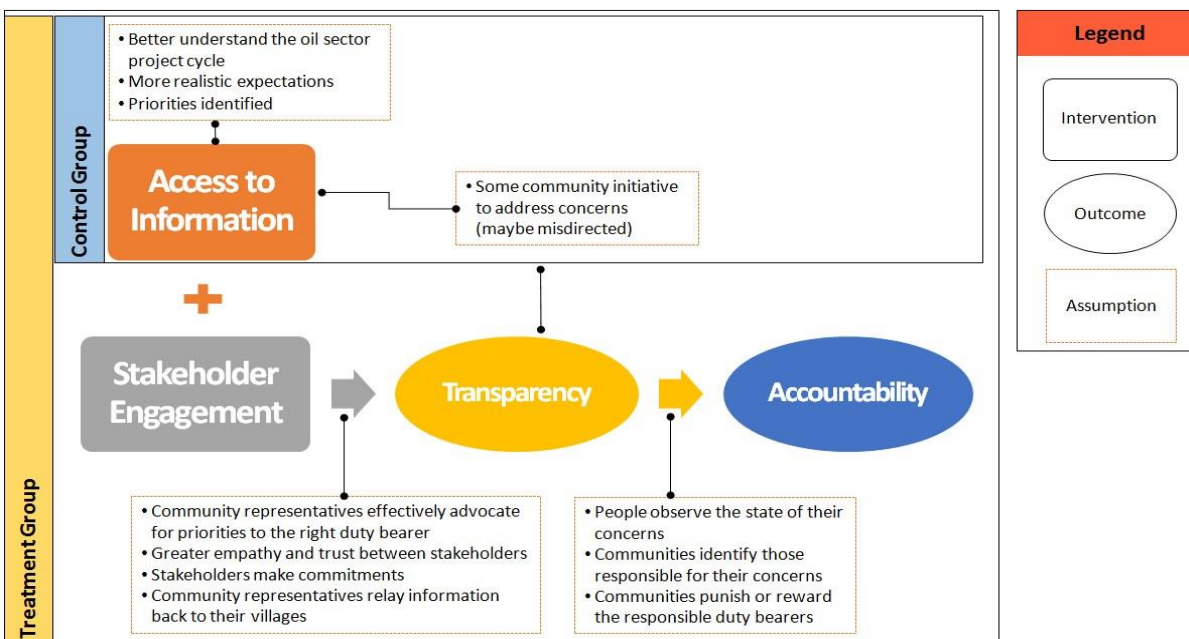 Control Group
• Better understand the oil sector
project cycle
• More realistic expectations
• Priorities identified
Access to
Information
• Some community initiative
to address concerns
(maybe misdirected)
Treatment Group
+
Stakeholder
Engagement
Transparency
Accountability
• Community representatives effectively advocate
for priorities to the right duty bearer
• Greater empathy and trust between stakeholders
• Stakeholders make commitments
• Community representatives relay information
back to their villages
• People observe the state of their
concerns
• Communities identify those
responsible for their concerns
• Communities punish or reward
the responsible duty bearers
Legend
Intervention
Outcome
Assumption